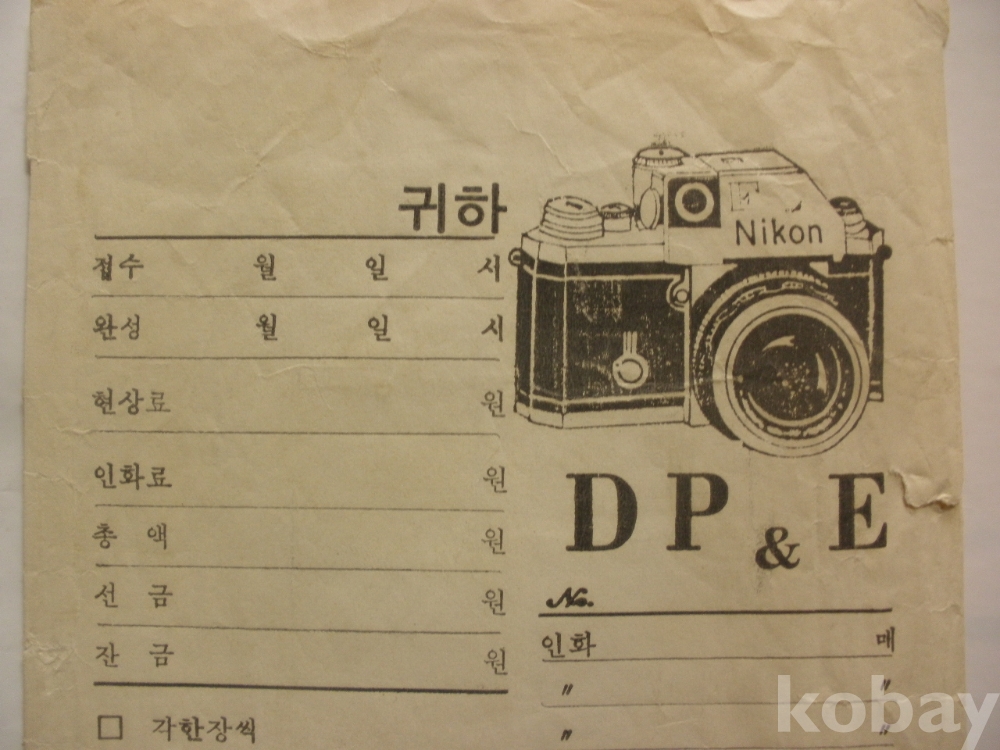 귀하
접수 월 일 시
완성 월 일 시
현상료 원
인화료 원
총 액 원
선 금 원
잔 금 원
□ 각한장씩
Nikon
DP & E
No.
인화 매
〃 〃
〃 〃
kobay